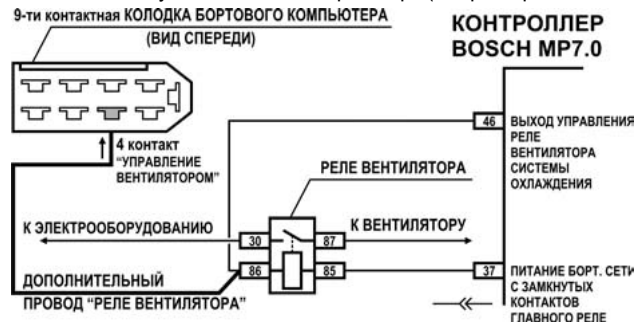 9-ти контактная КОЛОДКА БОРТОВОГО КОМПЬЮТЕРА
(ВИД СПЕРЕДИ)
КОНТРОЛЛЕР
BOSCH MP7.0
4 контакт
“УПРАВЛЕНИЕ
ВЕНТИЛЯТОРОМ”
46
ВЫХОД УПРАВЛЕНИЯ
РЕЛЕ
ВЕНТИЛЯТОРА
СИСТЕМЫ
ОХЛАЖДЕНИЯ
РЕЛЕ ВЕНТИЛЯТОРА
К ЭЛЕКТРООБОРУДОВАНИЮ
30
87
К ВЕНТИЛЯТОРУ
86
85
37
ПИТАНИЕ БОРТ. СЕТИ
С ЗАМКНУТЫХ
КОНТАКТОВ
ГЛАВНОГО РЕЛЕ
ДОПОЛНИТЕЛЬНЫЙ
ПРОВОД “РЕЛЕ ВЕНТИЛЯТОРА”